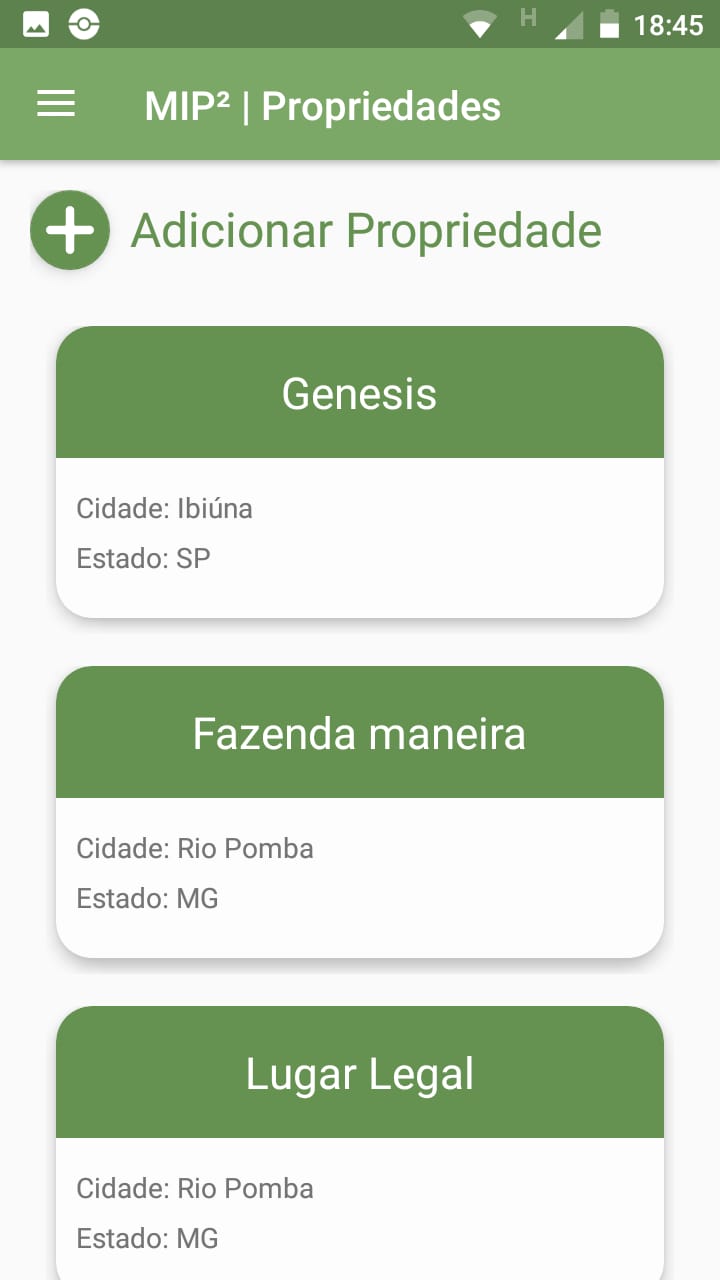 H 18:45
MIP² | Propriedades
Adicionar Propriedade
Genesis
Cidade: Ibiúna
Estado: SP
Fazenda maneira
Cidade: Rio Pomba
Estado: MG
Lugar Legal
Cidade: Rio Pomba
Estado: MG